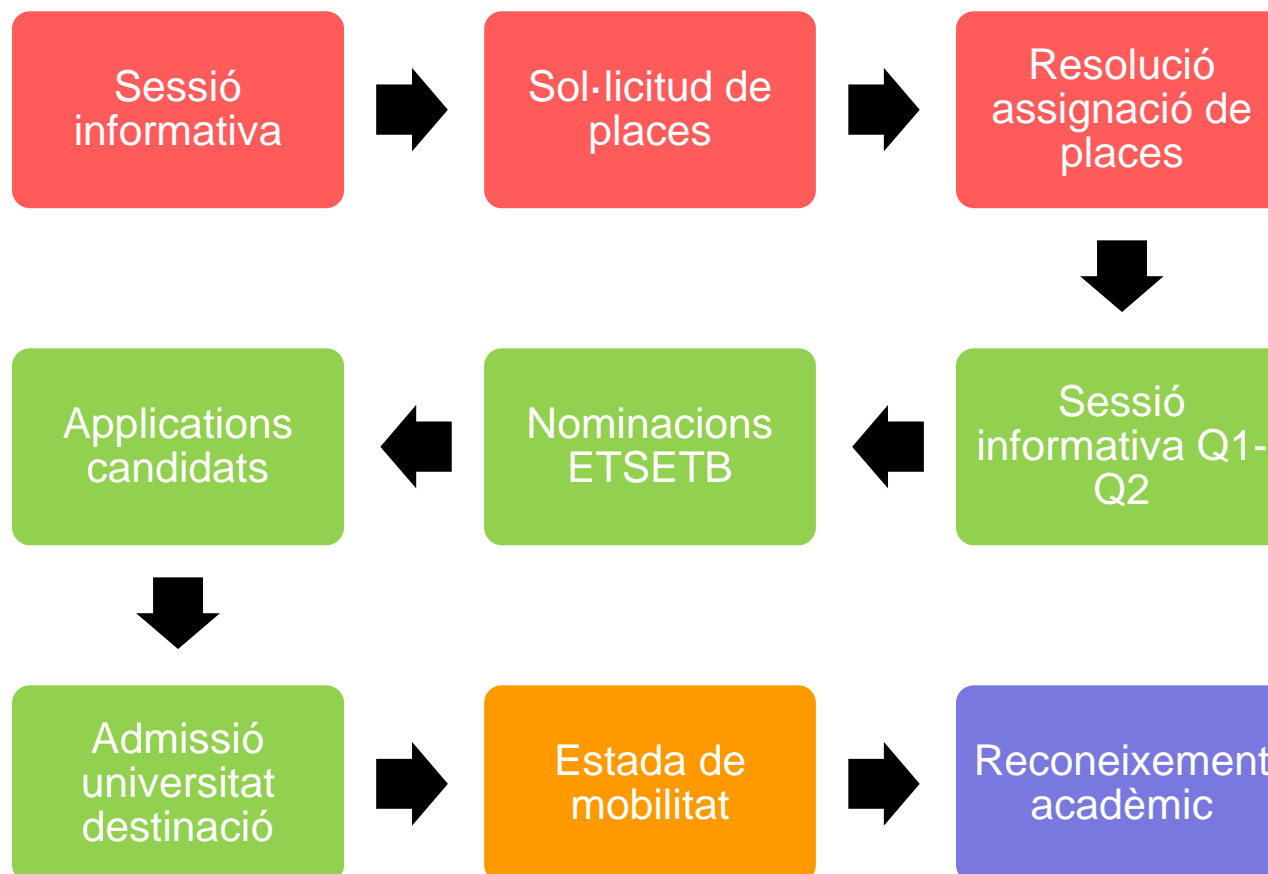 Sessió
informativa
Sol·licitud de
places
Resolució
assignació de
places
Sessió
informativa Q1-
Q2
Nominacions
ETSETB
Applications
candidats
Admissió
universitat
destinació
Estada de
mobilitat
Reconeixement
acadèmic